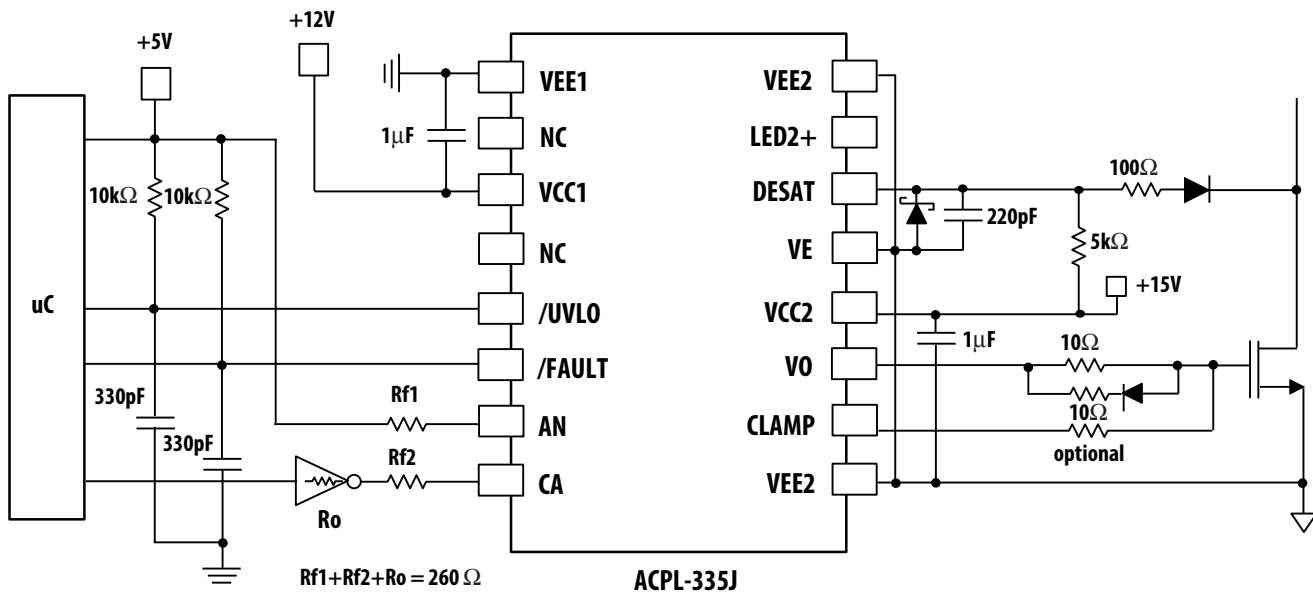 +5V
+12V
uC
10kΩ
10kΩ
330pF
330pF
1μF
Rf1
Rf2
Ro
Rf1+Rf2+Ro = 260 Ω
VEE1
NC
VCC1
NC
/UVLO
/FAULT
AN
CA
VEE2
LED2+
DESAT
VE
VCC2
VO
CLAMP
VEE2
ACPL-335J
100Ω
220pF
5kΩ
+15V
1μF
10Ω
10Ω
optional